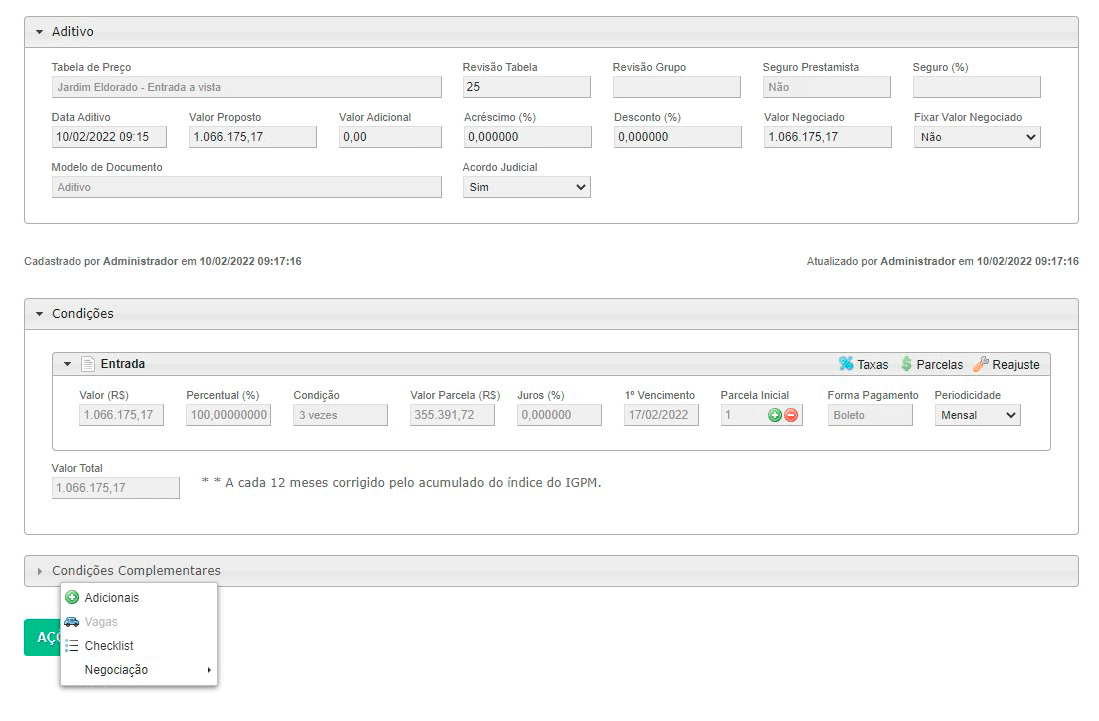 Aditivo
Tabela de Preço Revisão Tabela Revisão Grupo Seguro Prestamista Seguro (%)
Jardim Eldorado - Entrada a vista 25 Não
Data Aditivo Valor Proposto Valor Adicional Acréscimo (%) Desconto (%) Valor Negociado Fixar Valor Negociado
10/02/2022 09:15 1.066.175,17 0,00 0,000000 0,000000 1.066.175,17 Não
Modelo de Documento Acordo Judicial
Aditivo Sim
Cadastrado por Administrador em 10/02/2022 09:17:16 Atualizado por Administrador em 10/02/2022 09:17:16
Condições
Entrada Taxas Parcelas Reajuste
Valor (R$) Percentual (%) Condição Valor Parcela (R$) Juros (%) 1º Vencimento Parcela Inicial Forma Pagamento Periodicidade
1.066.175,17 100,00000000 3 vezes 355.391,72 0,000000 17/02/2022 1 Boleto Mensal
Valor Total
1.066.175,17 * * A cada 12 meses corrigido pelo acumulado do índice do IGPM.
Condições Complementares
Adicionais
Vagas
Checklist
Negociação